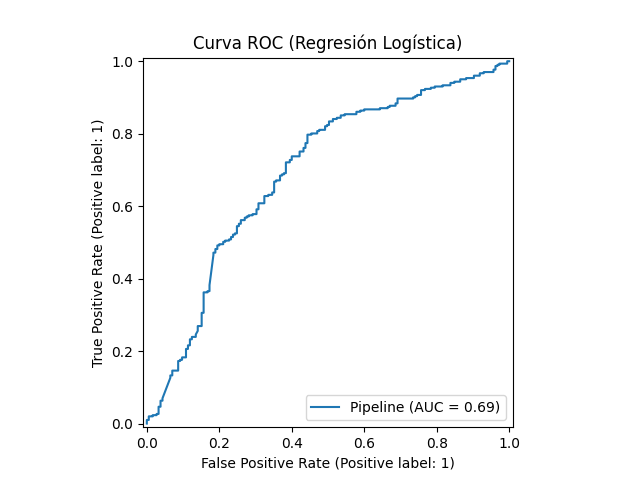 Curva ROC (Regresión Logística)
1.0
0.8
0.6
0.4
0.2
0.0
True Positive Rate (Positive label: 1)
Pipeline (AUC = 0.69)
0.0 0.2 0.4 0.6 0.8 1.0
False Positive Rate (Positive label: 1)